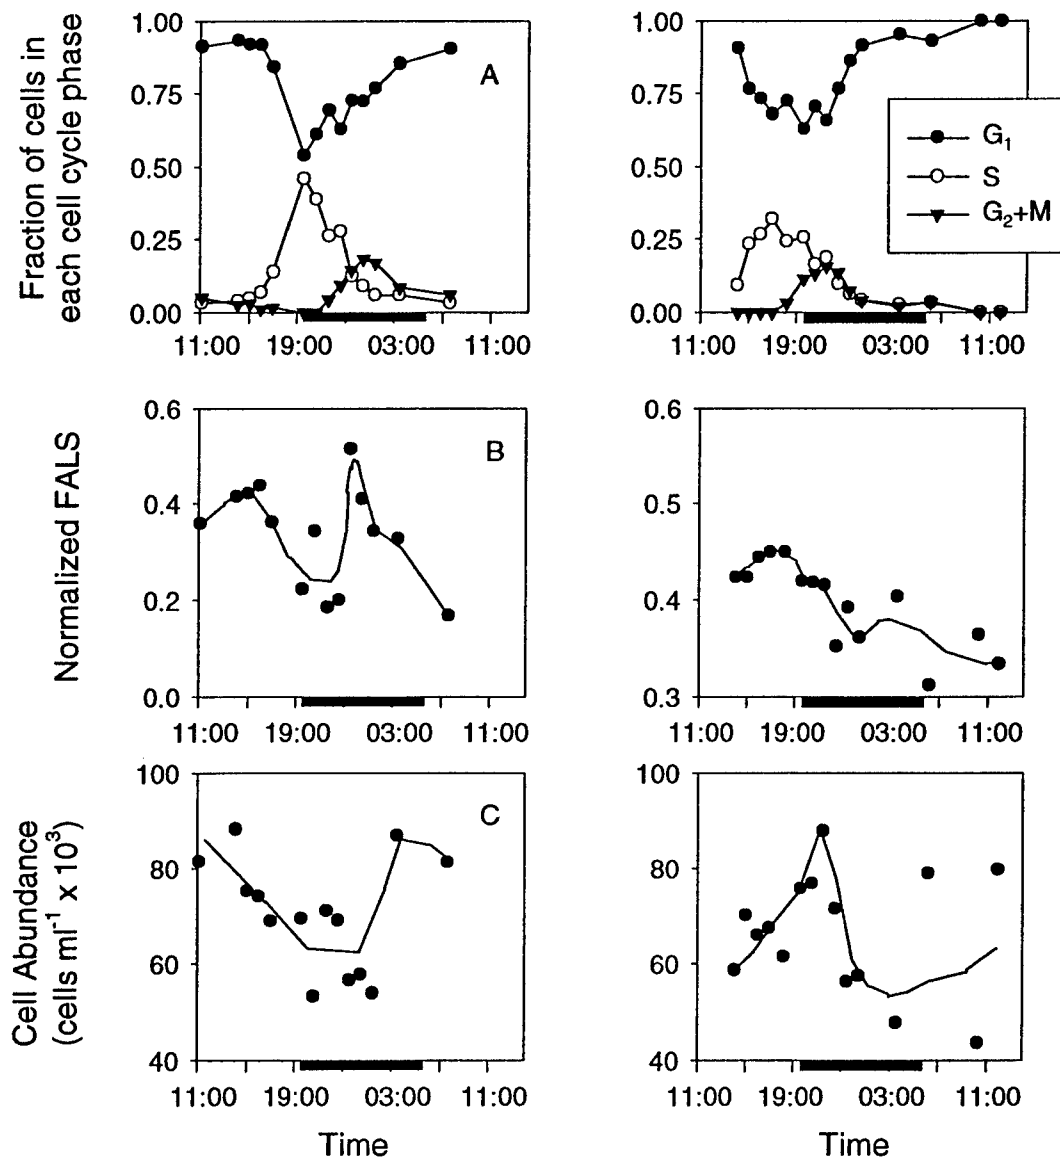 Fraction of cells in
each cell cycle phase
1.00
0.75
0.50
0.25
0.00
A
11:00 19:00 03:00 11:00
1.00
0.75
0.50
0.25
0.00
G₁
S
G₂+M
11:00 19:00 03:00 11:00
Normalized FALS
0.6
0.4
0.2
0.0
B
11:00 19:00 03:00 11:00
0.6
0.5
0.4
0.3
11:00 19:00 03:00 11:00
Cell Abundance
(cells ml⁻¹ x 10³)
100
80
60
40
C
11:00 19:00 03:00 11:00
Time
100
80
60
40
11:00 19:00 03:00 11:00
Time